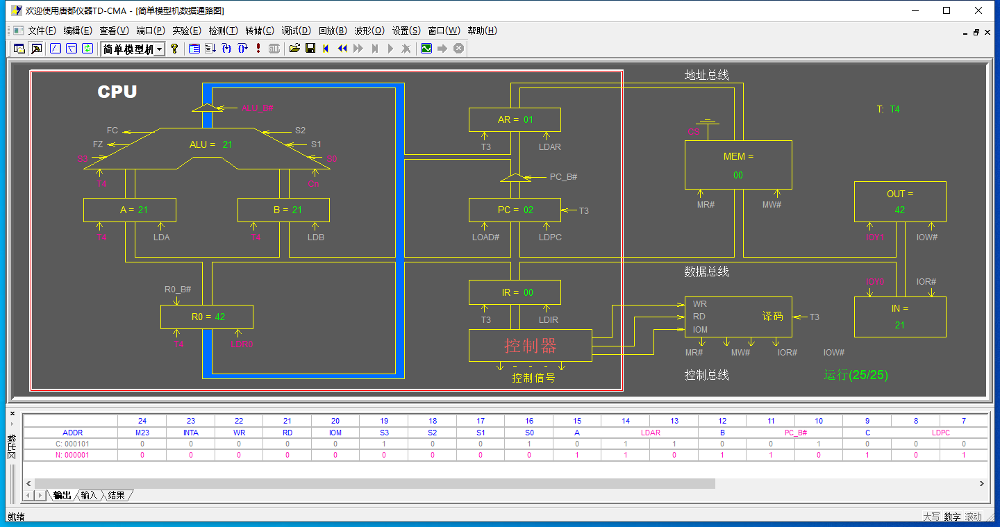 欢迎使用唐都仪器TD-CMA - [简单模型机数据通路图]
文件(F) 编辑(E) 查看(V) 端口(P) 实验(E) 检测(T) 转储(C) 调试(D) 回放(B) 波形(O) 设置(S) 窗口(W) 帮助(H)
简单模型机
STOP
CPU
地址总线
ALU_B#
AR = 01
T: T4
FC
S2
CS
FZ
ALU = 21
S1
T3
LDAR
S3
S0
MEM =
T4
Cn
PC_B#
00
A = 21
B = 21
PC = 02
T3
MR#
MW#
OUT =
42
T4
LDA
T4
LDB
LOAD#
LDPC
IOY1
IOW#
数据总线
R0_B#
IR = 00
IOY0
IOR#
R0 = 42
T3
LDIR
WR
RD
IOM
译码
T3
IN =
21
T4
LDR0
控制器
MR#
MW#
IOR#
IOW#
控制信号
控制总线
运行(25/25)
24 23 22 21 20 19 18 17 16 15 14 13 12 11 10 9 8 7
ADDR M23 INTA WR RD IOM S3 S2 S1 S0 A LDAR B PC_B# C LDPC
C: 000101 0 0 0 0 0 1 0 0 1 0 1 1 0 0 1 0 0 0
N: 000001 0 0 0 0 0 0 0 0 0 1 1 0 1 1 0 1 0 1
输出 输入 结果
就绪
大写 数字 滚动